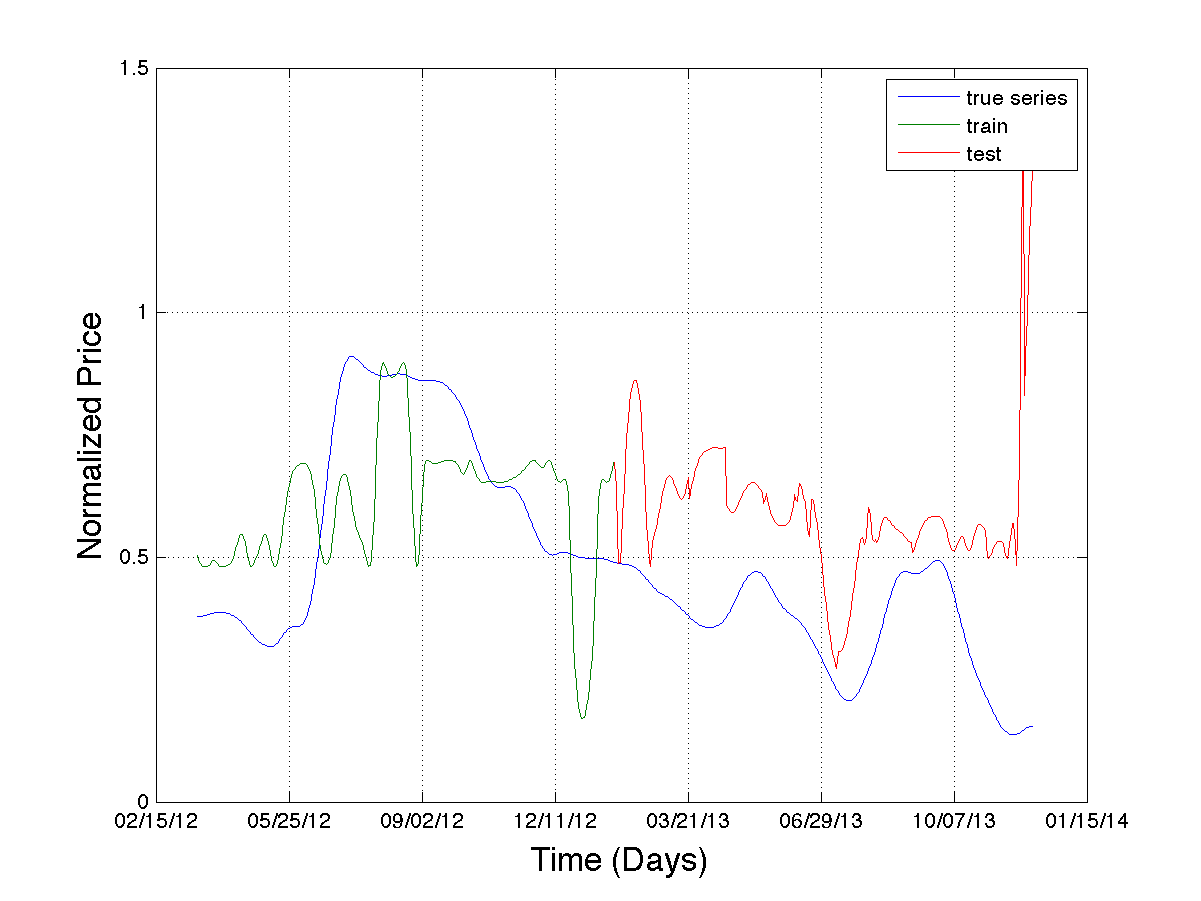 1.5
true series
train
test
1
Normalized Price
0.5
0
02/15/12 05/25/12 09/02/12 12/11/12 03/21/13 06/29/13 10/07/13 01/15/14
Time (Days)